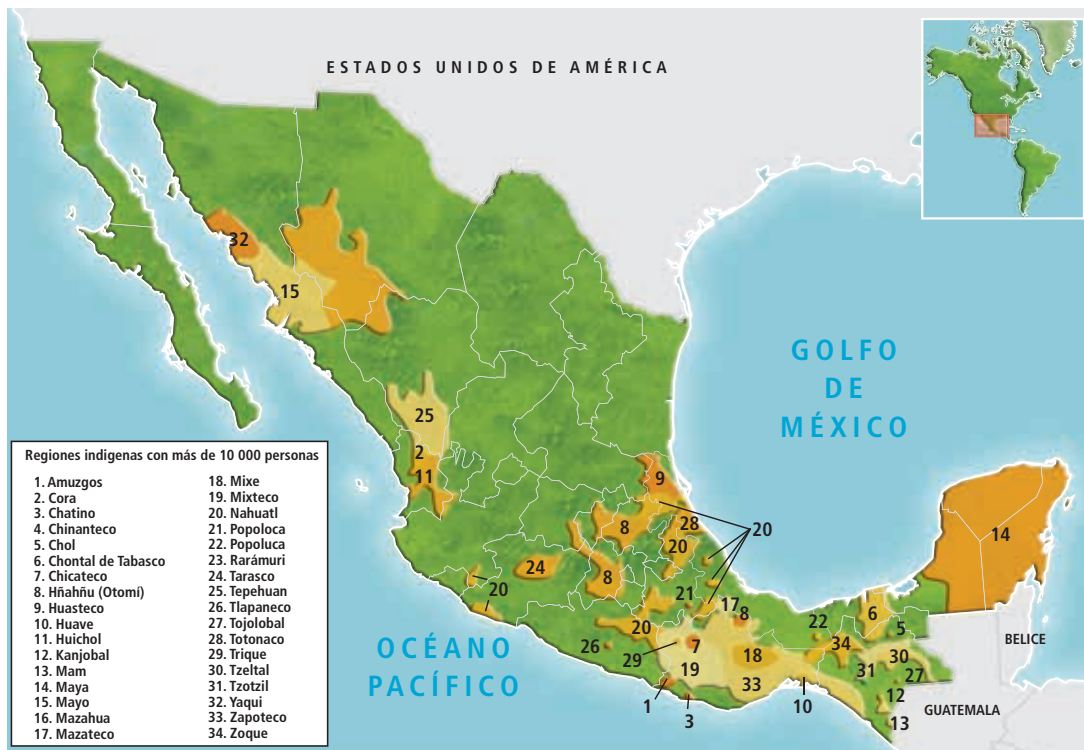 ESTADOS UNIDOS DE AMÉRICA
32
15
GOLFO
DE
MÉXICO
25
2
11
Regiones indigenas con más de 10 000 personas
1. Amuzgos
2. Cora
3. Chatino
4. Chinanteco
5. Chol
6. Chontal de Tabasco
7. Chicateco
8. Hñahñu (Otomí)
9. Huasteco
10. Huave
11. Huichol
12. Kanjobal
13. Mam
14. Maya
15. Mayo
16. Mazahua
17. Mazateco
18. Mixe
19. Mixteco
20. Nahuatl
21. Popoloca
22. Popoluca
23. Rarámuri
24. Tarasco
25. Tepehuan
26. Tlapaneco
27. Tojolobal
28. Totonaco
29. Trique
30. Tzeltal
31. Tzotzil
32. Yaqui
33. Zapoteco
34. Zoque
9
8
28
20
20
14
24
8
20
21
17
8
20
22
6
5
26
29
7
19
18
33
34
30
31
27
12
13
10
1
3
OCÉANO
PACÍFICO
BELICE
GUATEMALA